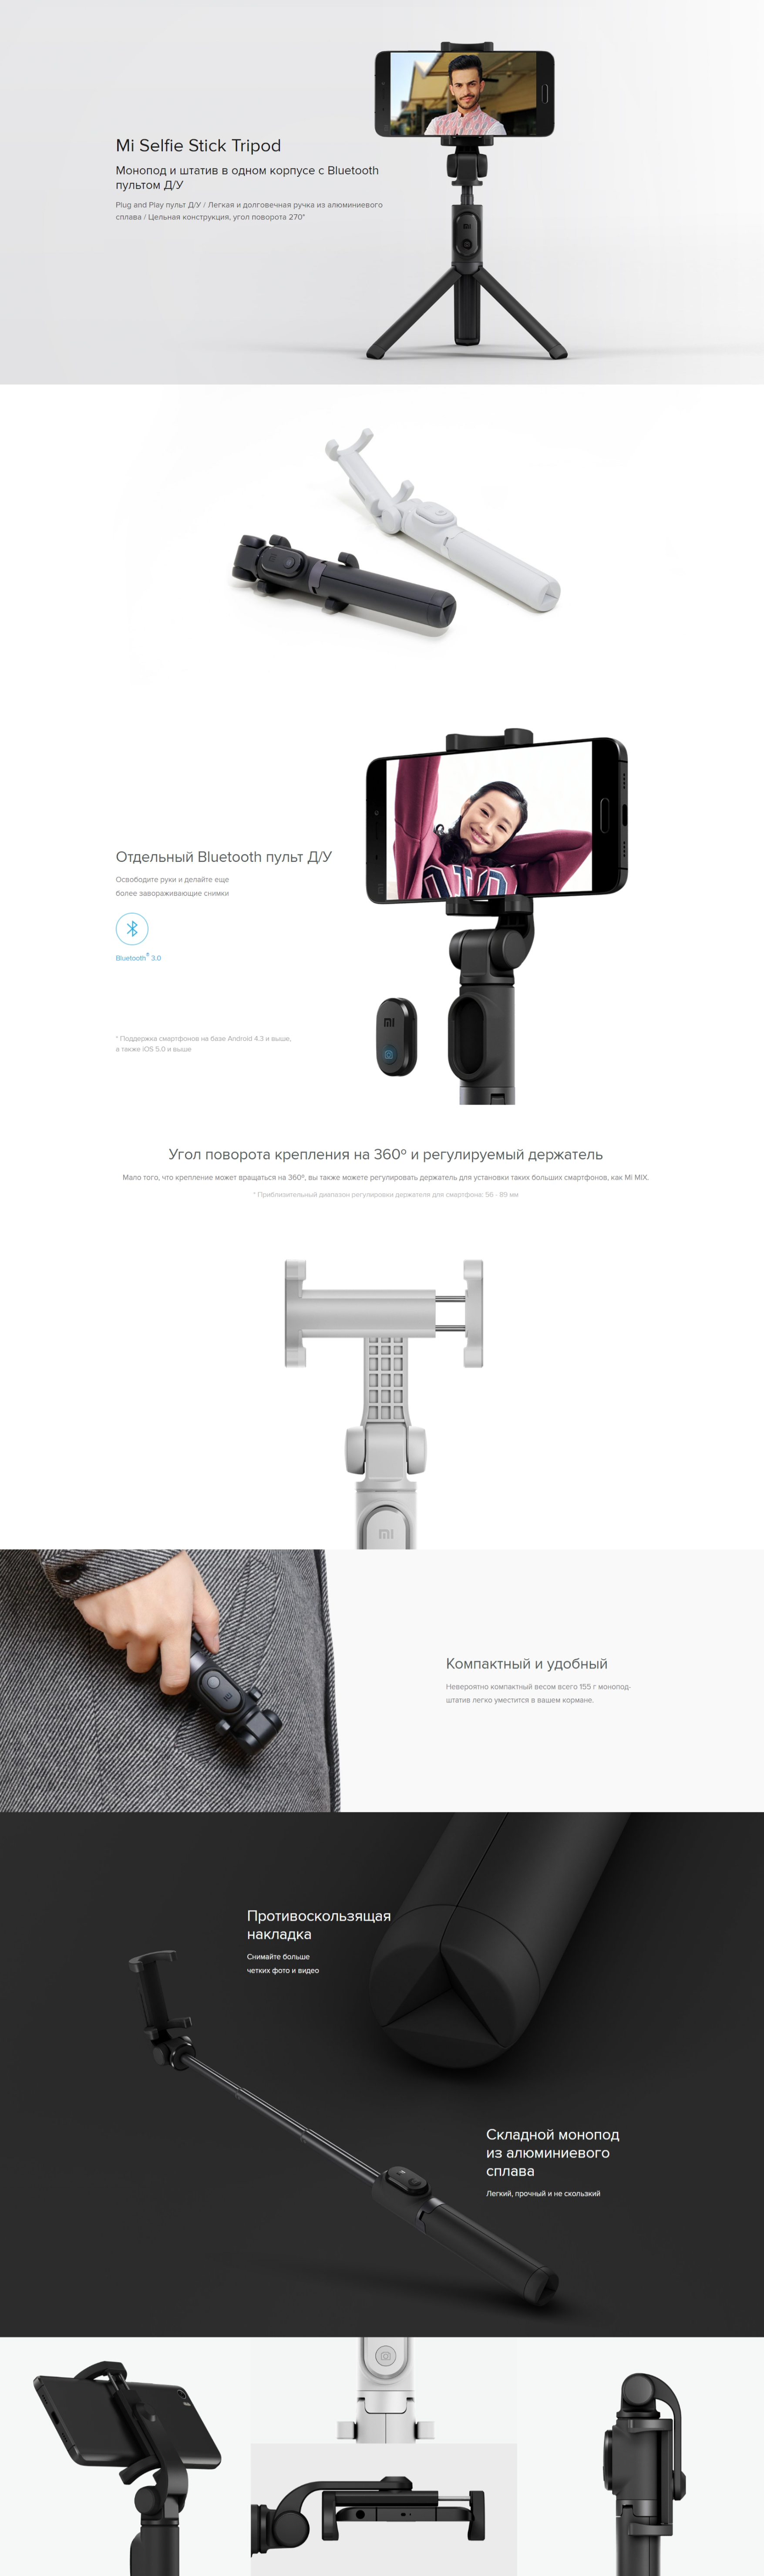 Mi Selfie Stick Tripod
Монопод и штатив в одном корпусе с Bluetooth
пультом Д/У
Plug and Play пульт Д/У / Легкая и долговечная ручка из алюминиевого
сплава / Цельная конструкция, угол поворота 270°
Отдельный Bluetooth пульт Д/У
Освободите руки и делайте еще
более завораживающие снимки
Bluetooth® 3.0
* Поддержка смартфонов на базе Android 4.3 и выше,
а также iOS 5.0 и выше
Угол поворота крепления на 360º и регулируемый держатель
Мало того, что крепление может вращаться на 360º, вы также можете регулировать держатель для установки таких больших смартфонов, как Mi MIX.
* Приблизительный диапазон регулировки держателя для смартфона: 56 - 89 мм
Компактный и удобный
Невероятно компактный весом всего 155 г монопод-
штатив легко уместится в вашем кормане.
Противоскользящая
накладка
Снимайте больше
четких фото и видео
Складной монопод
из алюминиевого
сплава
Легкий, прочный и не скользкий